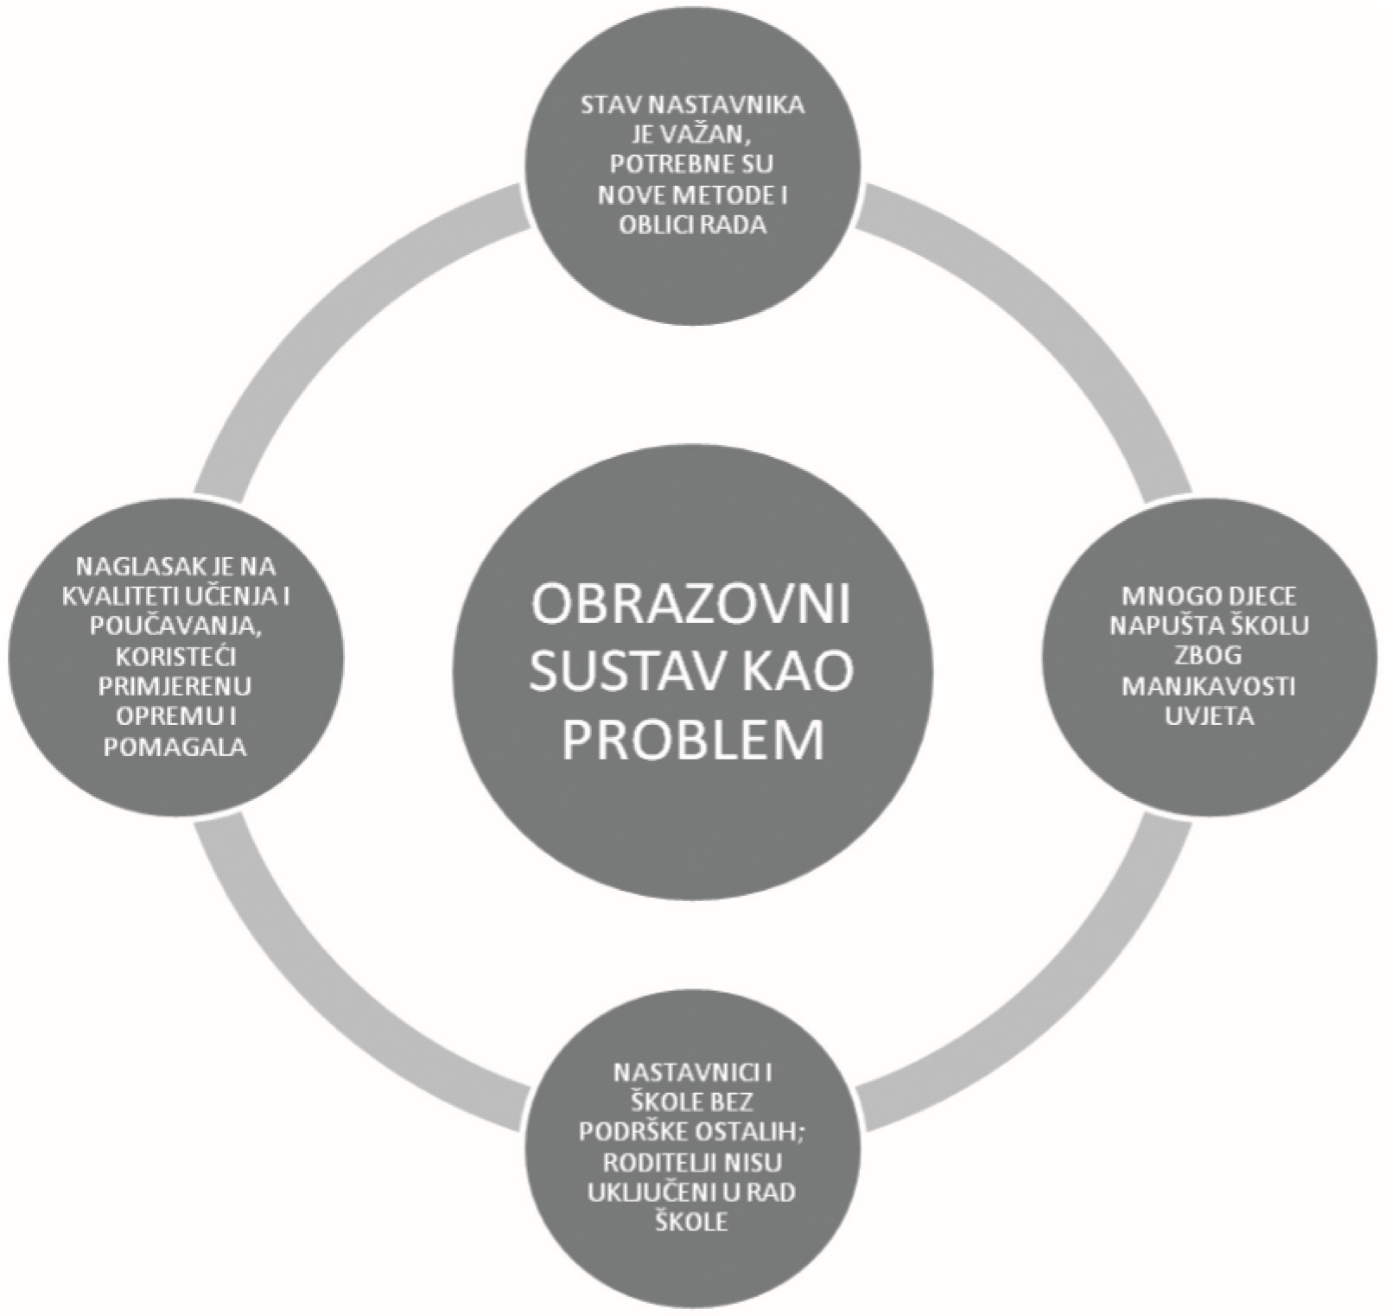 STAV NASTAVNIKA
JE VAŽAN,
POTREBNE SU
NOVE METODE I
OBLICI RADA
NAGLASAK JE NA
KVALITETI UČENJA I
POUČAVANJA,
KORISTEĆI
PRIMJERENU
OPREMU I
POMAGALA
OBRAZOVNI
SUSTAV KAO
PROBLEM
MNOGO DJECE
NAPUŠTA ŠKOLU
ZBOG
MANJKAVOSTI
UVJETA
NASTAVNICI I
ŠKOLE BEZ
PODRŠKE OSTALIH;
RODITELJI NISU
UKLJUČENI U RAD
ŠKOLE